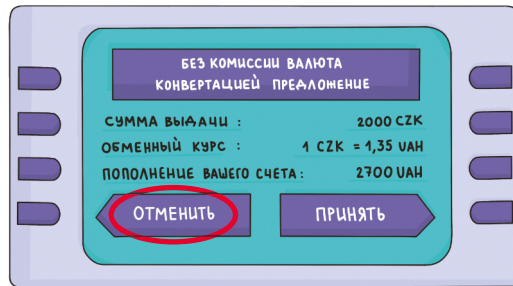 БЕЗ КОМИССИИ ВАЛЮТА
КОНВЕРТАЦИЕЙ ПРЕДЛОЖЕНИЕ
СУММА ВЫДАЧИ : 2000 CZK
ОБМЕННЫЙ КУРС : 1 CZK = 1,35 UAH
ПОПОЛНЕНИЕ ВАШЕГО СЧЕТА : 2700 UAH
ОТМЕНИТЬ ПРИНЯТЬ